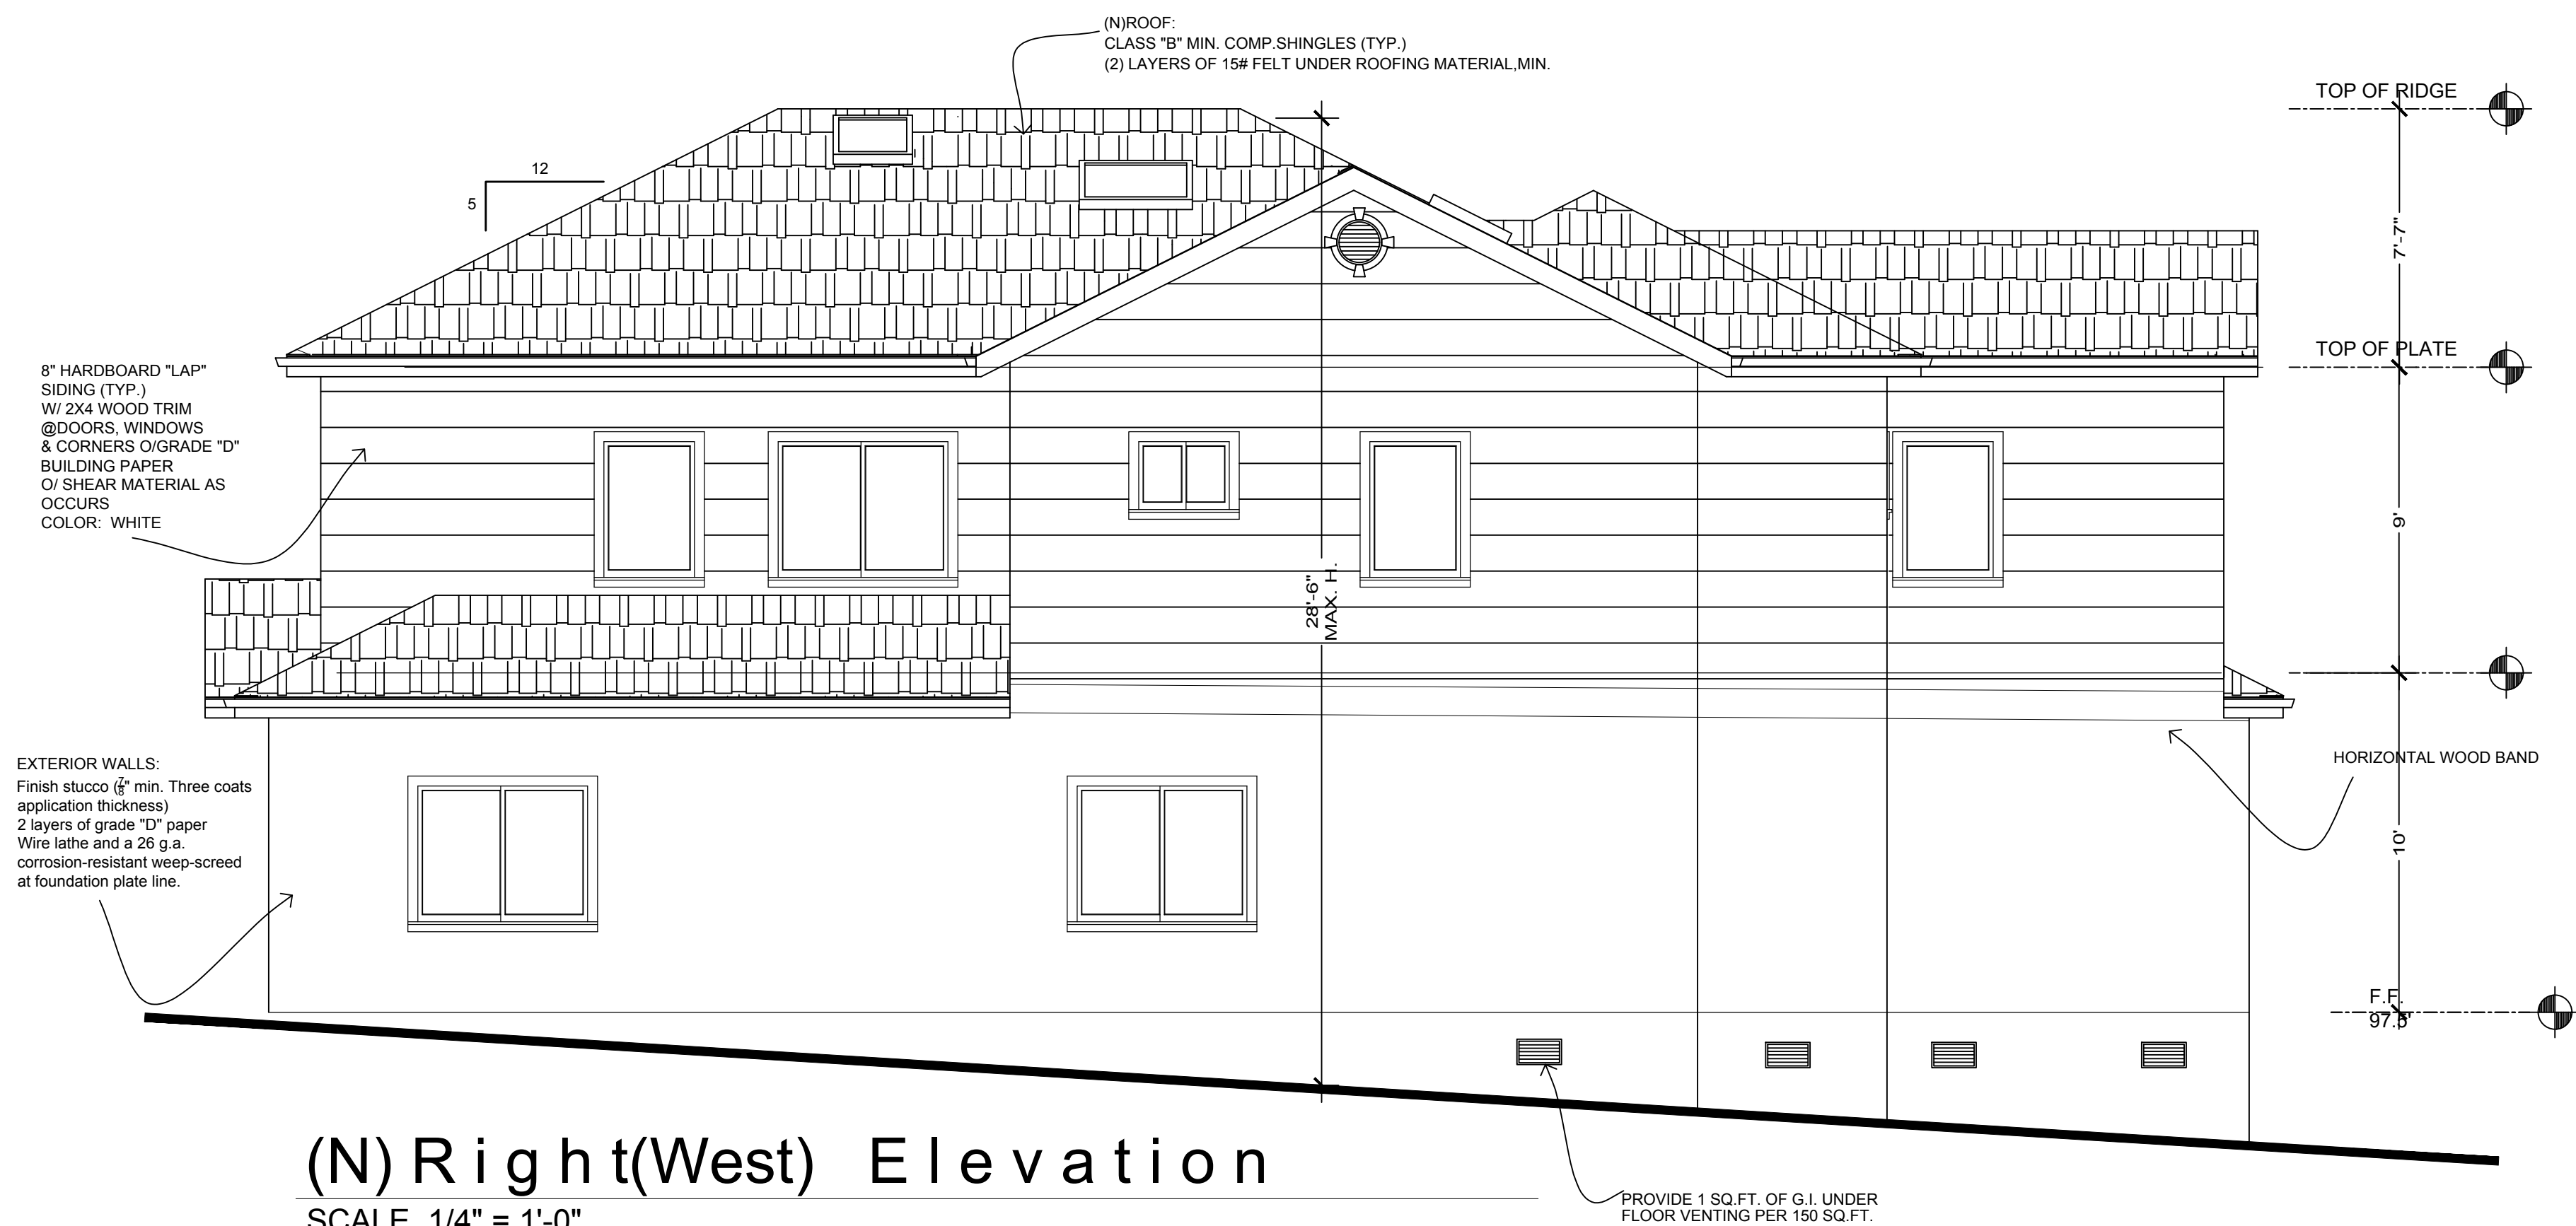 (N)ROOF:
CLASS "B" MIN. COMP.SHINGLES (TYP.)
(2) LAYERS OF 15# FELT UNDER ROOFING MATERIAL,MIN.
TOP OF RIDGE
12
5
7'-7"
TOP OF PLATE
8" HARDBOARD "LAP"
SIDING (TYP.)
W/ 2X4 WOOD TRIM
@DOORS, WINDOWS
& CORNERS O/GRADE "D"
BUILDING PAPER
O/ SHEAR MATERIAL AS
OCCURS
COLOR: WHITE
9'
28'-6"
MAX. H.
EXTERIOR WALLS:
Finish stucco (7/8" min. Three coats
application thickness)
2 layers of grade "D" paper
Wire lathe and a 26 g.a.
corrosion-resistant weep-screed
at foundation plate line.
HORIZONTAL WOOD BAND
10'
F.F.
97.5'
(N) Right(West) Elevation
SCALE 1/4" = 1'-0"
PROVIDE 1 SQ.FT. OF G.I. UNDER
FLOOR VENTING PER 150 SQ.FT.